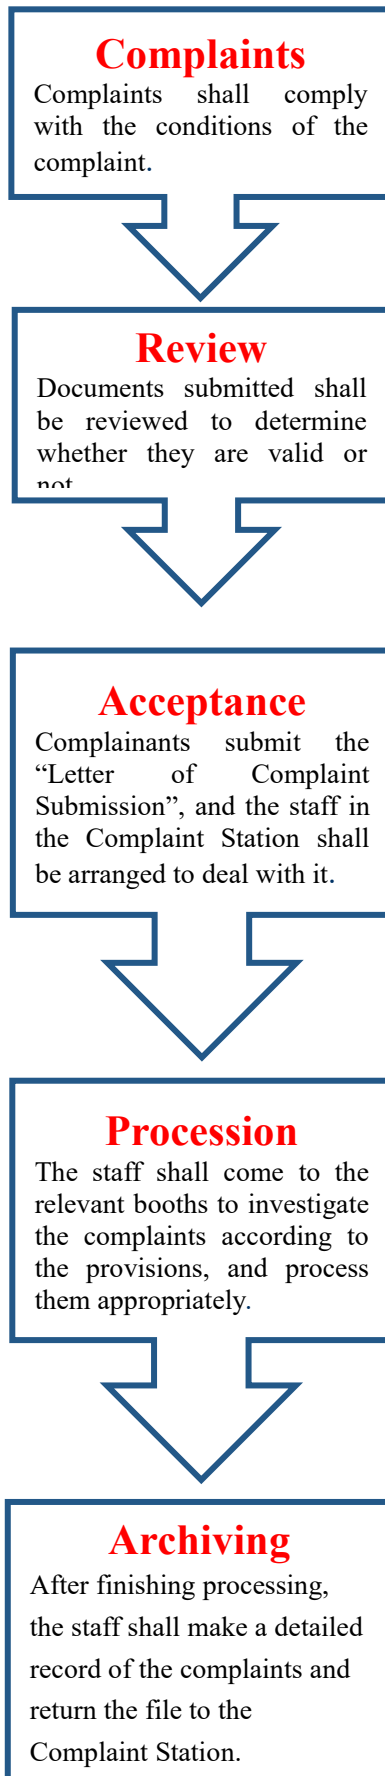 Complaints
Complaints shall comply
with the conditions of the
complaint.
Review
Documents submitted shall
be reviewed to determine
whether they are valid or
not
Acceptance
Complainants submit the
“Letter of Complaint
Submission”, and the staff in
the Complaint Station shall
be arranged to deal with it.
Procession
The staff shall come to the
relevant booths to investigate
the complaints according to
the provisions, and process
them appropriately.
Archiving
After finishing processing,
the staff shall make a detailed
record of the complaints and
return the file to the
Complaint Station.